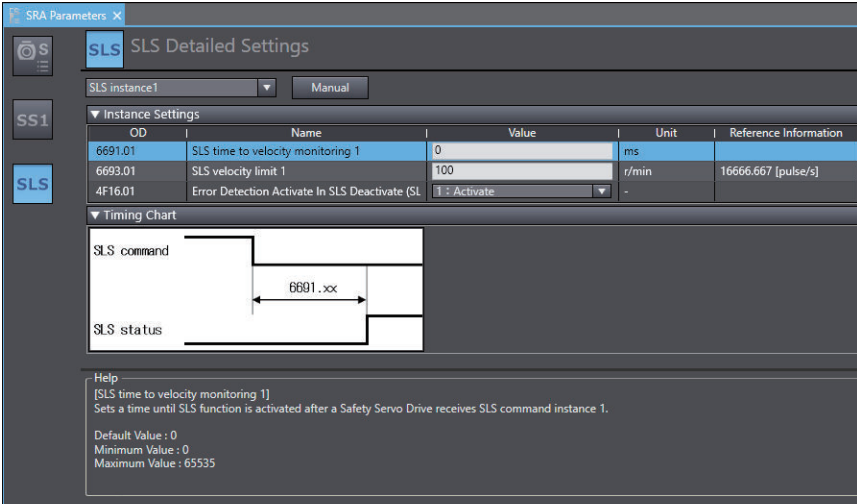 SRA Parameters
S
SLS SLS Detailed Settings
SLS instance1 Manual
SS1
▼ Instance Settings
OD Name Value Unit Reference Information
6691.01 SLS time to velocity monitoring 1 0 ms
6693.01 SLS velocity limit 1 100 r/min 16666.667 [pulse/s]
4F16.01 Error Detection Activate In SLS Deactivate (SL 1 : Activate -
SLS
▼ Timing Chart
SLS command
6691.xx
SLS status
Help
[SLS time to velocity monitoring 1]
Sets a time until SLS function is activated after a Safety Servo Drive receives SLS command instance 1.
Default Value : 0
Minimum Value : 0
Maximum Value : 65535